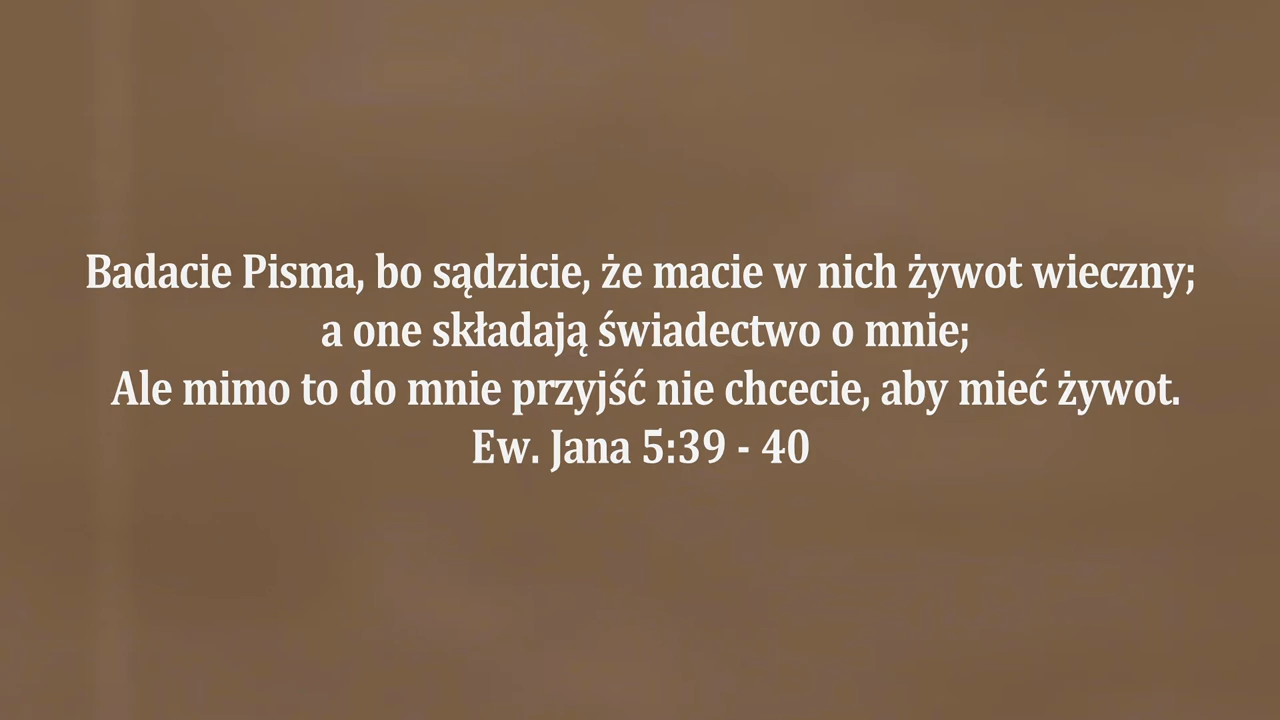 Badacie Pisma, bo sądzicie, że macie w nich żywot wieczny;
a one składają świadectwo o mnie;
Ale mimo to do mnie przyjść nie chcecie, aby mieć żywot.
Ew. Jana 5:39 - 40